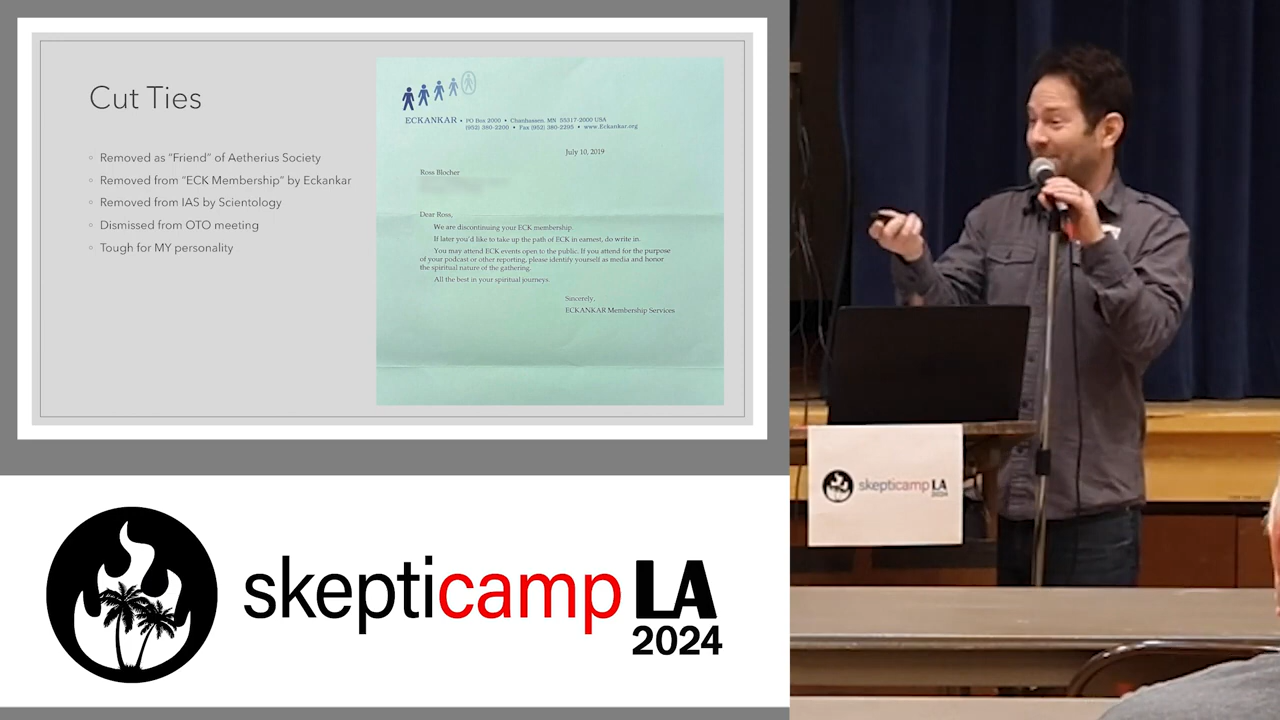 Cut Ties
Removed as "Friend" of Aetherius Society
Removed from "ECK Membership" by Eckankar
Removed from IAS by Scientology
Dismissed from OTO meeting
Tough for MY personality
ECKANKAR • PO Box 2000 • Chanhassen, MN 55317-2000 USA
(952) 380-2200 • Fax (952) 380-2295 • www.Eckankar.org
July 10, 2019
Ross Blocher
Dear Ross,
We are discontinuing your ECK membership.
If later you'd like to take up the path of ECK in earnest, do write in.
You may attend ECK events open to the public. If you attend for the purpose
of your podcast or other reporting, please identify yourself as media and honor
the spiritual nature of the gathering.
All the best in your spiritual journeys.
Sincerely,
ECKANKAR Membership Services
skepticamp LA
2024
skepticamp LA
2024